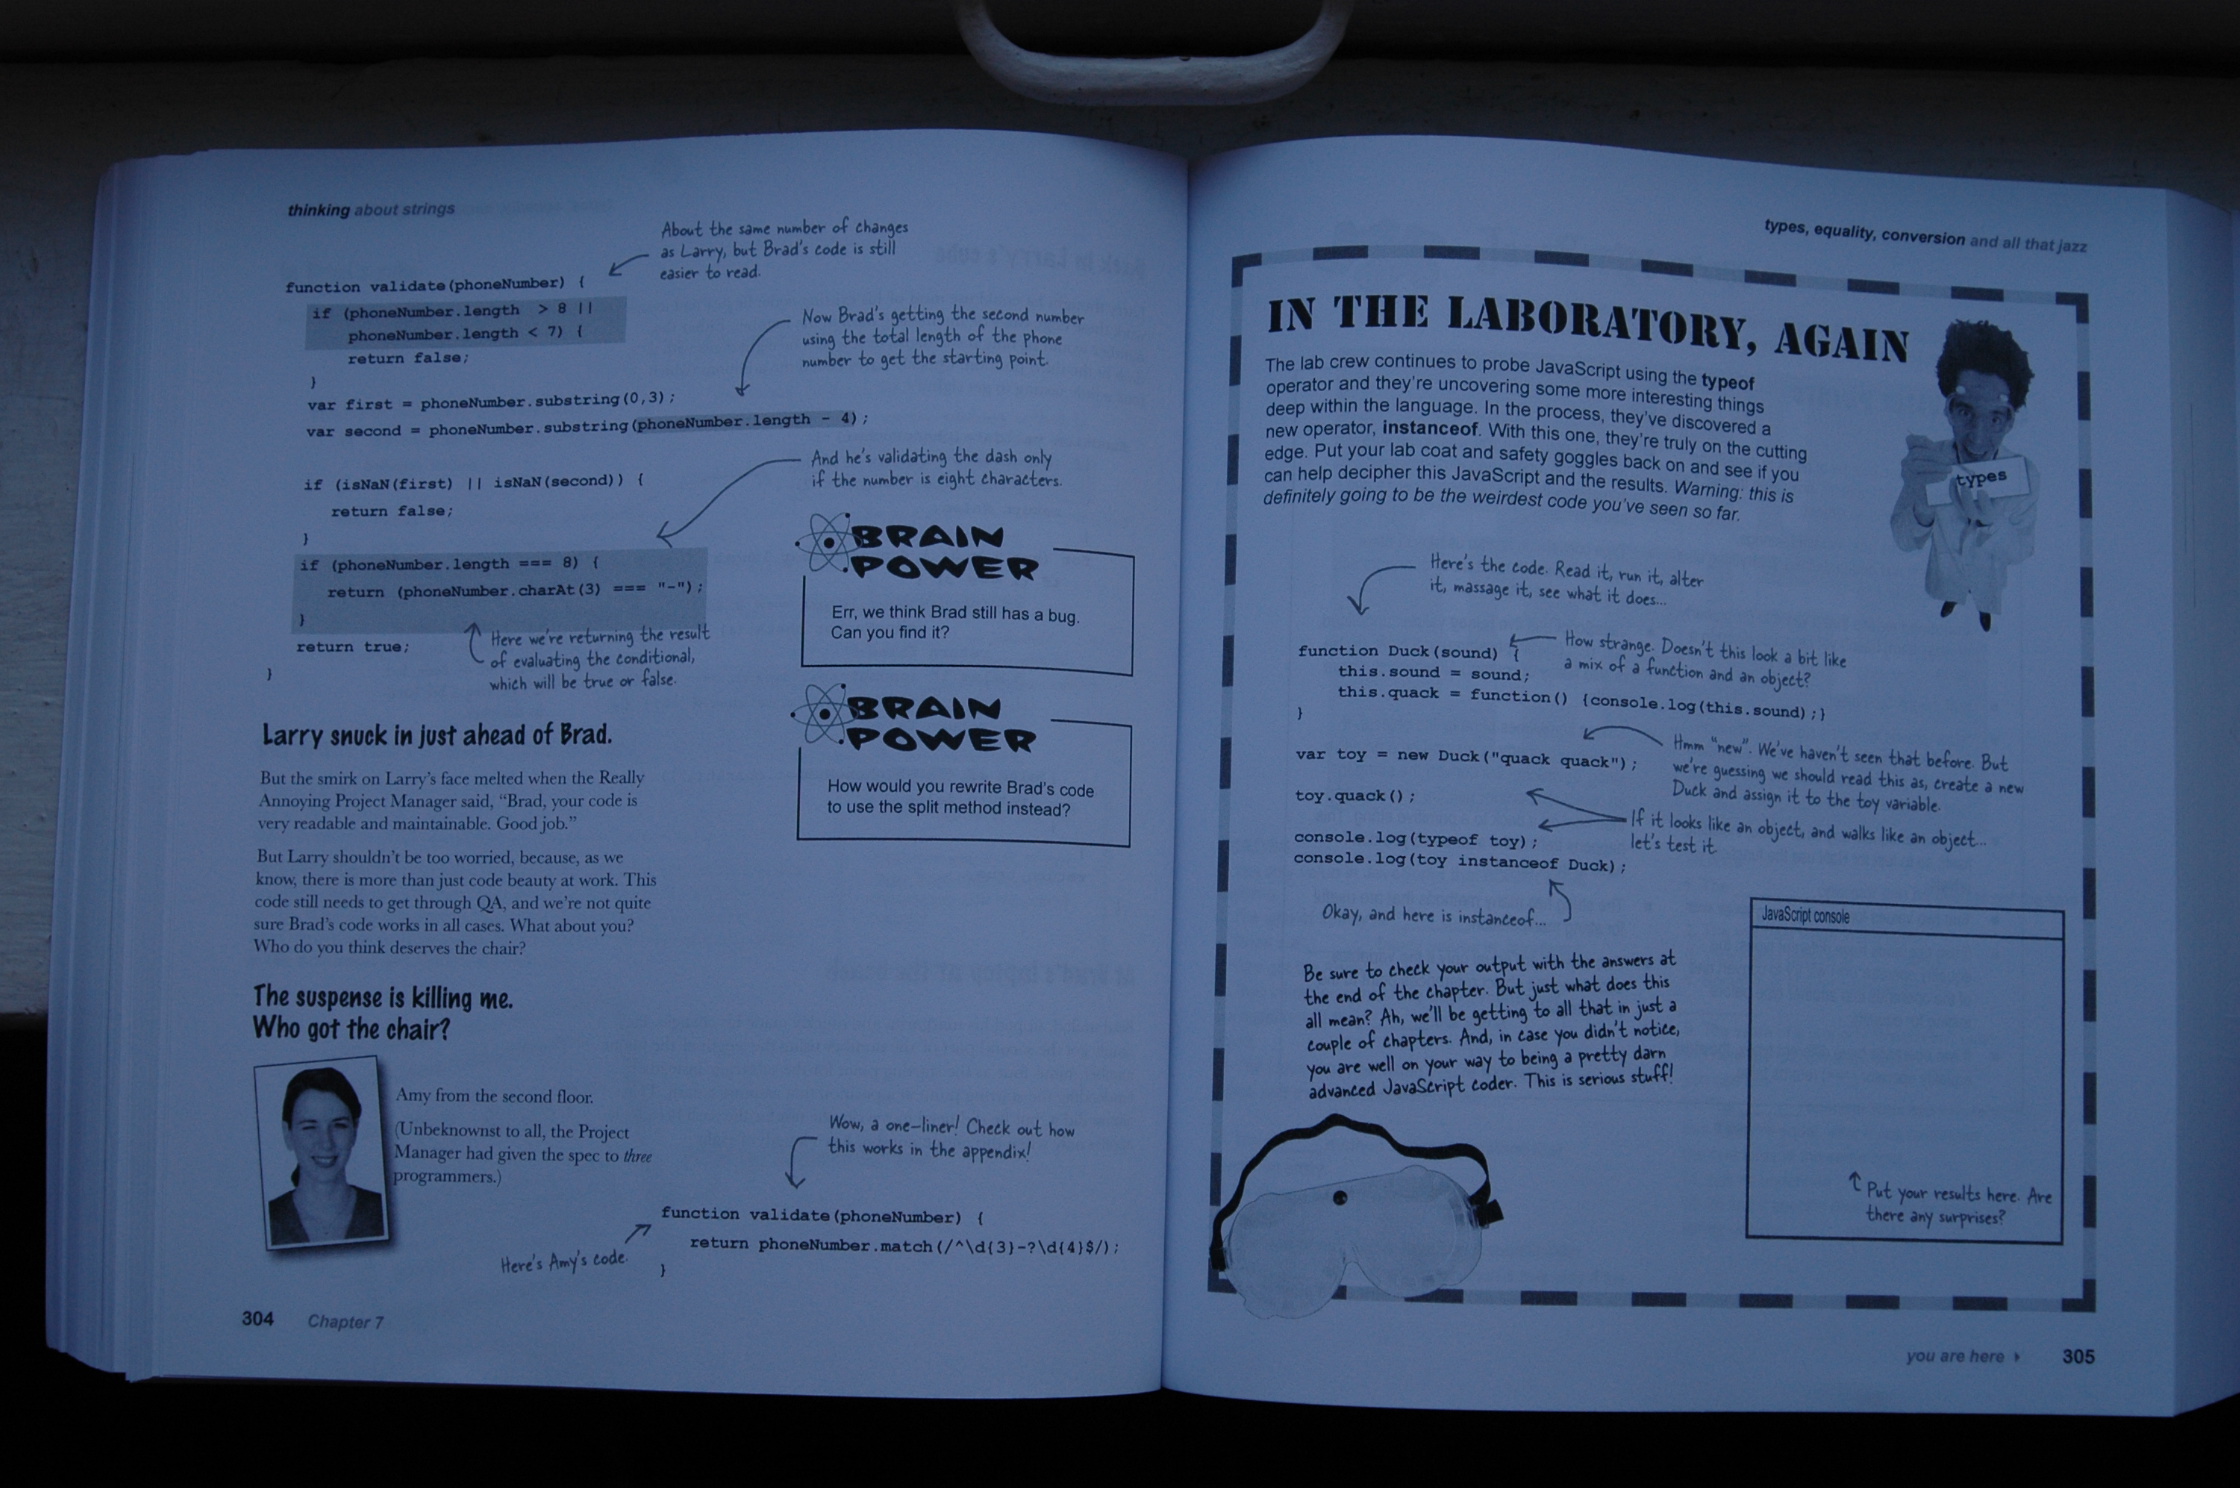 thinking about strings
About the same number of changes
as Larry, but Brad's code is still
easier to read.
function validate(phoneNumber) {
if (phoneNumber.length > 8 ||
phoneNumber.length < 7) {
return false;
}
var first = phoneNumber.substring(0,3);
var second = phoneNumber.substring(phoneNumber.length - 4);
Now Brad's getting the second number
using the total length of the phone
number to get the starting point.
if (isNaN(first) || isNaN(second)) {
return false;
}
And he's validating the dash only
if the number is eight characters.
if (phoneNumber.length === 8) {
return (phoneNumber.charAt(3) === "-");
}
return true;
}
Here we're returning the result
of evaluating the conditional,
which will be true or false.
BRAIN
POWER
Err, we think Brad still has a bug.
Can you find it?
BRAIN
POWER
How would you rewrite Brad's code
to use the split method instead?
Larry snuck in just ahead of Brad.
But the smirk on Larry's face melted when the Really
Annoying Project Manager said, “Brad, your code is
very readable and maintainable. Good job.”
But Larry shouldn't be too worried, because, as we
know, there is more than just code beauty at work. This
code still needs to get through QA, and we're not quite
sure Brad's code works in all cases. What about you?
Who do you think deserves the chair?
The suspense is killing me.
Who got the chair?
Amy from the second floor.
(Unbeknownst to all, the Project
Manager had given the spec to three
programmers.)
Wow, a one-liner! Check out how
this works in the appendix!
Here's Amy's code.
function validate(phoneNumber) {
return phoneNumber.match(/^\d{3}-?\d{4}$/);
}
304 Chapter 7
types, equality, conversion and all that jazz
IN THE LABORATORY, AGAIN
The lab crew continues to probe JavaScript using the typeof
operator and they're uncovering some more interesting things
deep within the language. In the process, they've discovered a
new operator, instanceof. With this one, they're truly on the cutting
edge. Put your lab coat and safety goggles back on and see if you
can help decipher this JavaScript and the results. Warning: this is
definitely going to be the weirdest code you've seen so far.
types
Here's the code. Read it, run it, alter
it, massage it, see what it does...
function Duck(sound) {
this.sound = sound;
this.quack = function() {console.log(this.sound);}
}
How strange. Doesn't this look a bit like
a mix of a function and an object?
var toy = new Duck("quack quack");
Hmm “new”. We've haven't seen that before. But
we're guessing we should read this as, create a new
Duck and assign it to the toy variable.
toy.quack();
console.log(typeof toy);
console.log(toy instanceof Duck);
If it looks like an object, and walks like an object...
let's test it.
Okay, and here is instanceof...
Be sure to check your output with the answers at
the end of the chapter. But just what does this
all mean? Ah, we'll be getting to all that in just a
couple of chapters. And, in case you didn't notice,
you are well on your way to being a pretty darn
advanced JavaScript coder. This is serious stuff!
JavaScript console
Put your results here. Are
there any surprises?
you are here 305